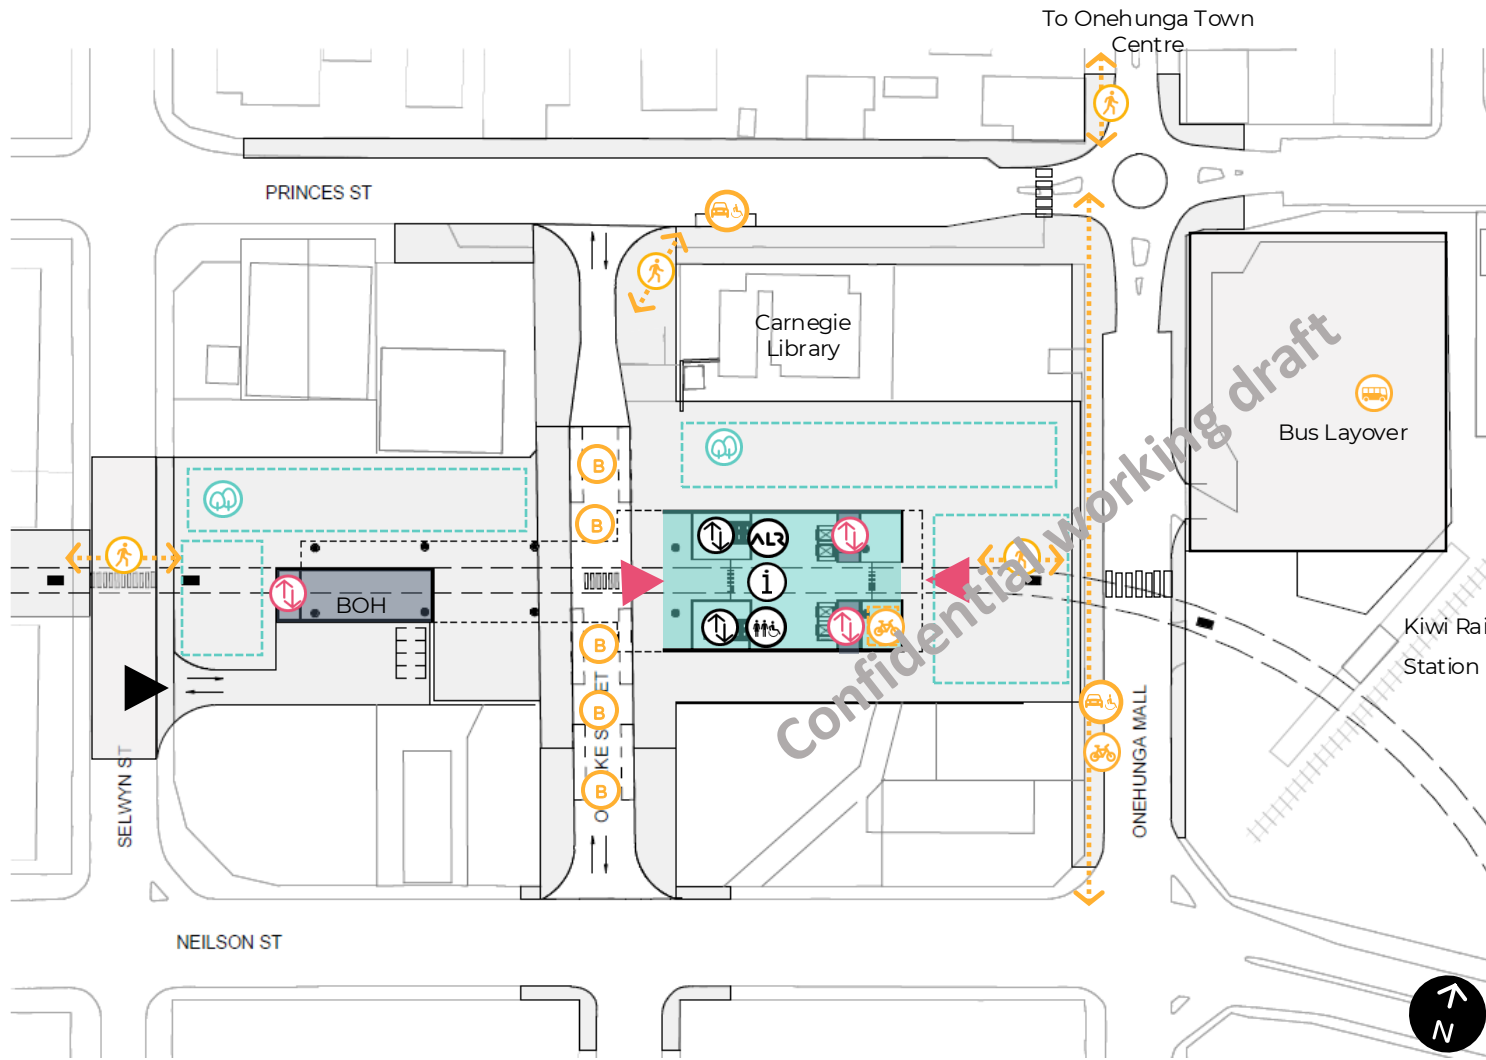 To Onehunga Town
Centre
PRINCES ST
Carnegie
Library
Bus Layover
B
B
ALR
i
BOH
B
Kiwi Rai
Station
B
B
SELWYN ST
ONEHUNGA MALL
NEILSON ST
Confidential working draft
N